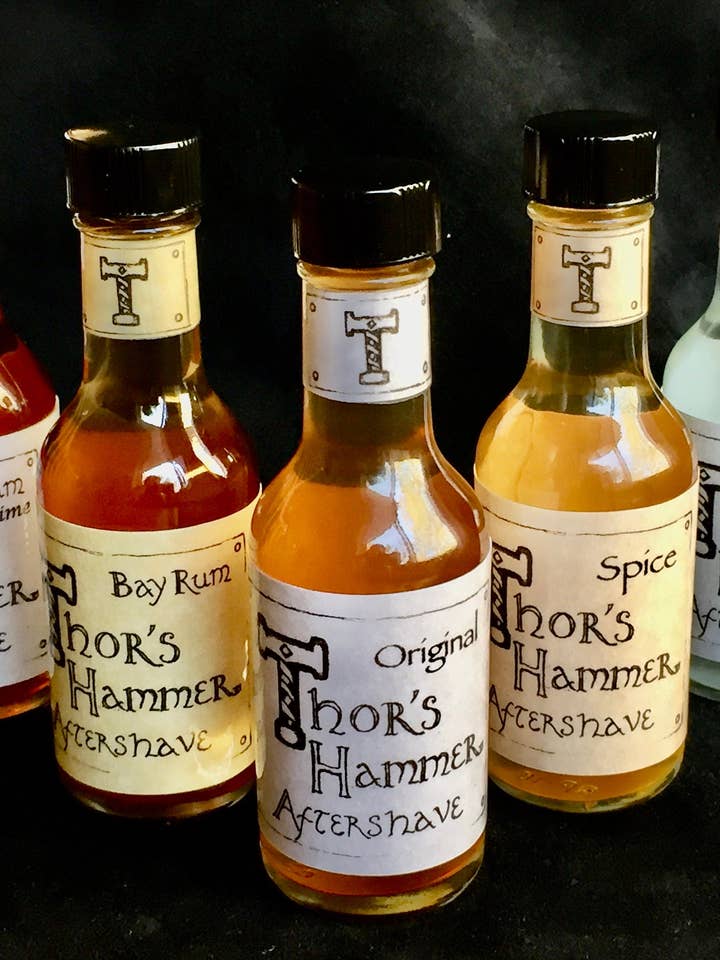 T
Bay Rum
Thor's
Hammer
Aftershave
T
Original
Thor's
Hammer
Aftershave
T
Spice
Thor's
Hammer
Aftershave